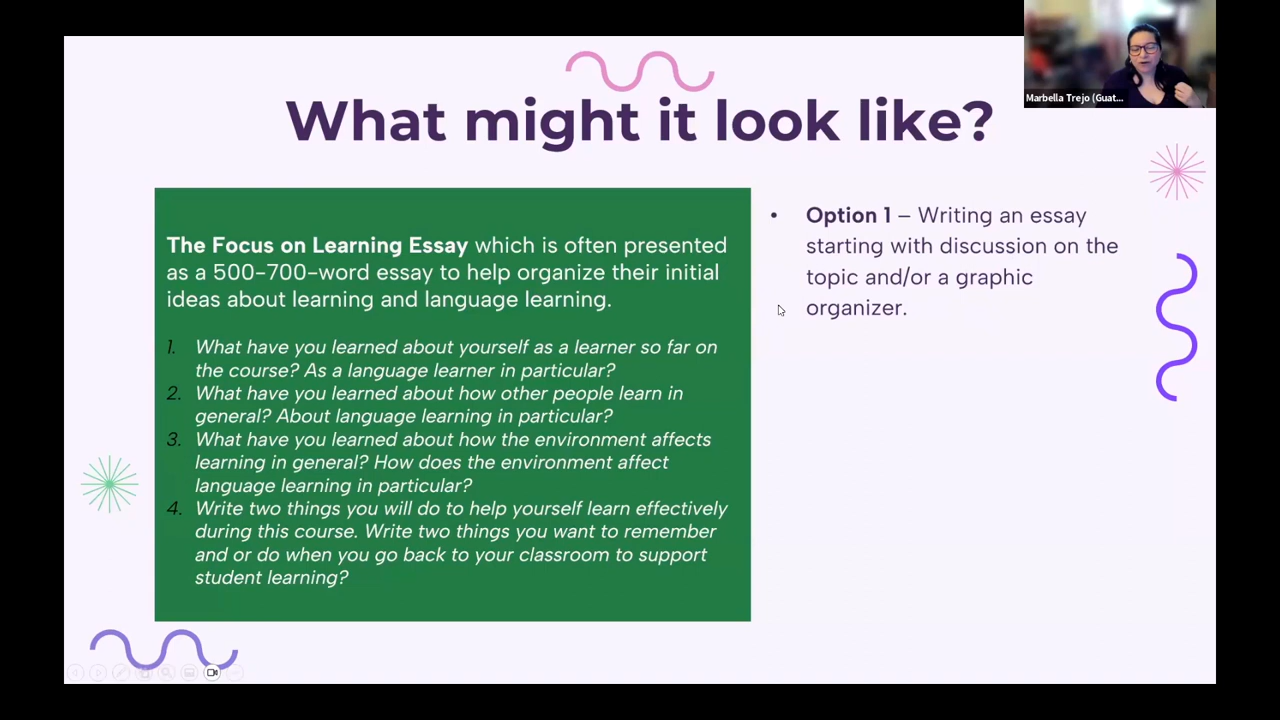 Marbella Trejo (Guat...
What might it look like?
The Focus on Learning Essay which is often presented
as a 500-700-word essay to help organize their initial
ideas about learning and language learning.
1. What have you learned about yourself as a learner so far on
the course? As a language learner in particular?
2. What have you learned about how other people learn in
general? About language learning in particular?
3. What have you learned about how the environment affects
learning in general? How does the environment affect
language learning in particular?
4. Write two things you will do to help yourself learn effectively
during this course. Write two things you want to remember
and or do when you go back to your classroom to support
student learning?
• Option 1 – Writing an essay
starting with discussion on the
topic and/or a graphic
organizer.